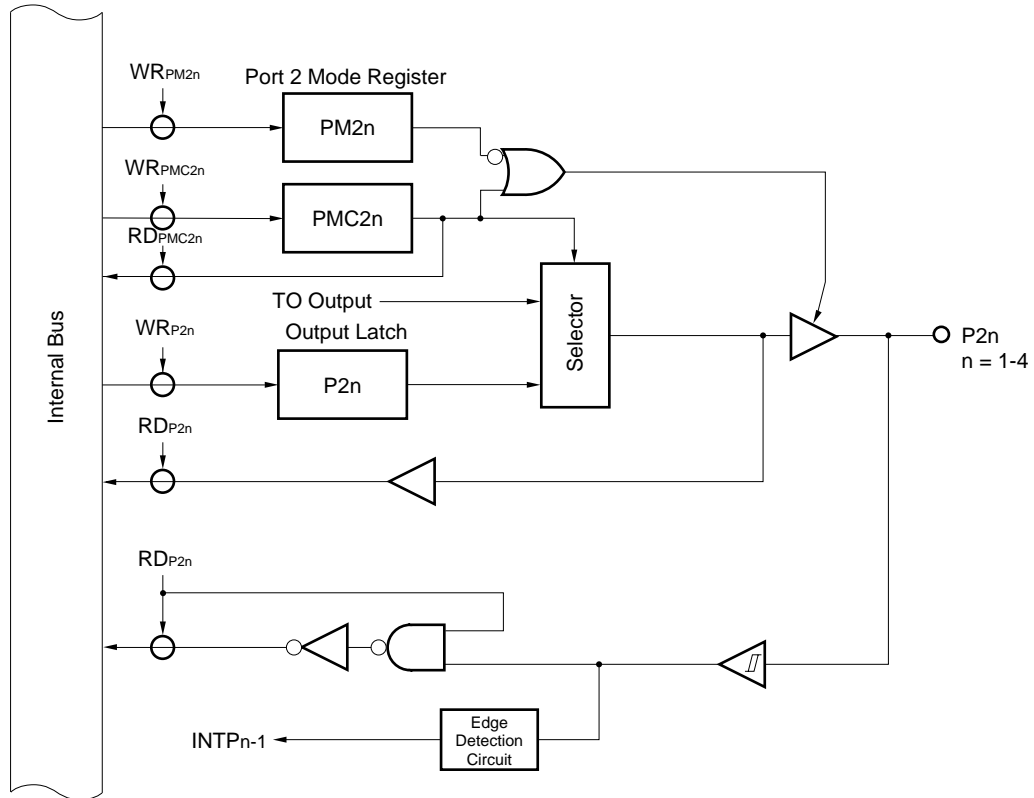 WRPM2n
Port 2 Mode Register
PM2n
WRPMC2n
PMC2n
RDPMC2n
TO Output
Output Latch
WRP2n
P2n
Selector
P2n
n = 1-4
Internal Bus
RDP2n
RDP2n
INTPn-1
Edge
Detection
Circuit